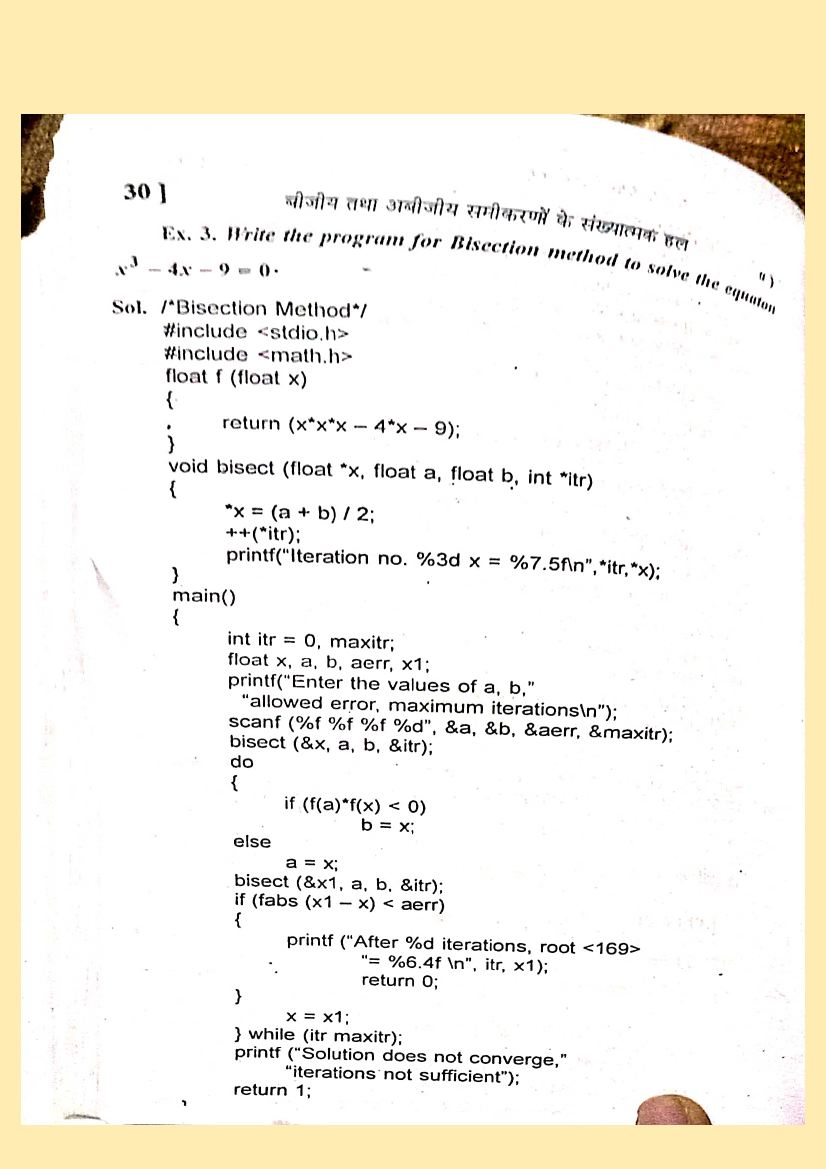 30 ]
बीजीय तथा अबीजीय समीकरणों के संख्यात्मक हल
Ex. 3. Write the program for Bisection method to solve the equaton
x³ – 4x – 9 = 0·
Sol. /*Bisection Method*/
#include <stdio.h>
#include <math.h>
float f (float x)
{
return (x*x*x – 4*x – 9);
}
void bisect (float *x, float a, float b, int *itr)
{
*x = (a + b) / 2;
++(*itr);
printf("Iteration no. %3d x = %7.5f\n",*itr,*x);
}
main()
{
int itr = 0, maxitr;
float x, a, b, aerr, x1;
printf("Enter the values of a, b,"
"allowed error, maximum iterations\n");
scanf (%f %f %f %d", &a, &b, &aerr, &maxitr);
bisect (&x, a, b, &itr);
do
{
if (f(a)*f(x) < 0)
b = x;
else
a = x;
bisect (&x1, a, b, &itr);
if (fabs (x1 – x) < aerr)
{
printf ("After %d iterations, root <169>
"= %6.4f \n", itr, x1);
return 0;
}
x = x1;
} while (itr maxitr);
printf ("Solution does not converge,"
"iterations not sufficient");
return 1;